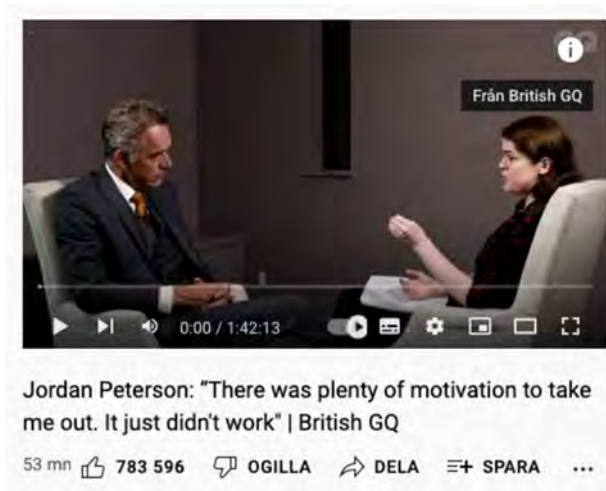 GQ
Från British GQ
0:00 / 1:42:13
Jordan Peterson: “There was plenty of motivation to take
me out. It just didn't work" | British GQ
53 mn 783 596 OGILLA DELA SPARA